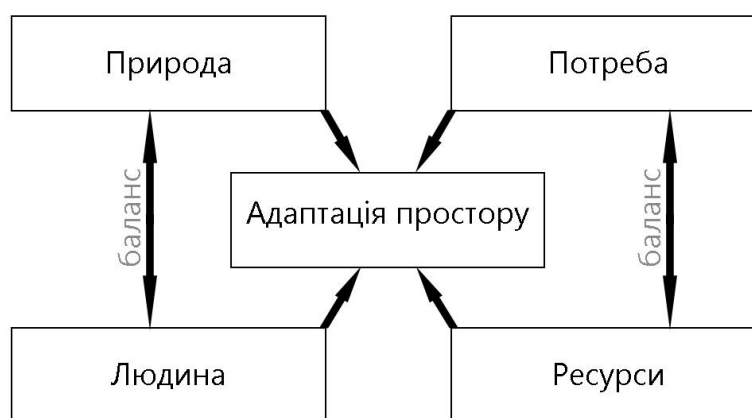 Природа
Потреба
баланс
Адаптація простору
баланс
Людина
Ресурси